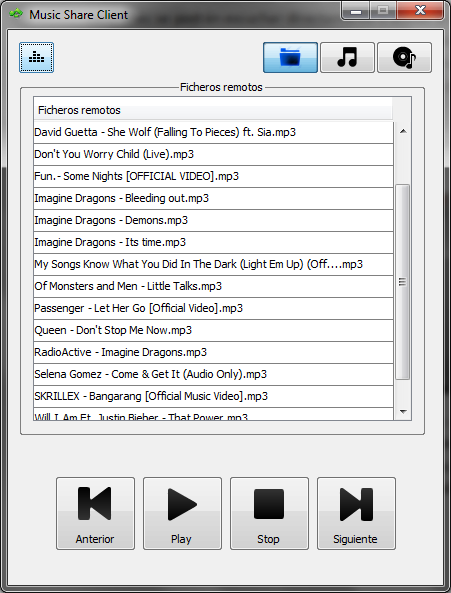 Music Share Client
Ficheros remotos
Ficheros remotos
David Guetta - She Wolf (Falling To Pieces) ft. Sia.mp3
Don't You Worry Child (Live).mp3
Fun.- Some Nights [OFFICIAL VIDEO].mp3
Imagine Dragons - Bleeding out.mp3
Imagine Dragons - Demons.mp3
Imagine Dragons - Its time.mp3
My Songs Know What You Did In The Dark (Light Em Up) (Off....mp3
Of Monsters and Men - Little Talks.mp3
Passenger - Let Her Go [Official Video].mp3
Queen - Don't Stop Me Now.mp3
RadioActive - Imagine Dragons.mp3
Selena Gomez - Come & Get It (Audio Only).mp3
SKRILLEX - Bangarang [Official Music Video].mp3
Will I Am Ft. Justin Bieber - That Power.mp3
Anterior
Play
Stop
Siguiente